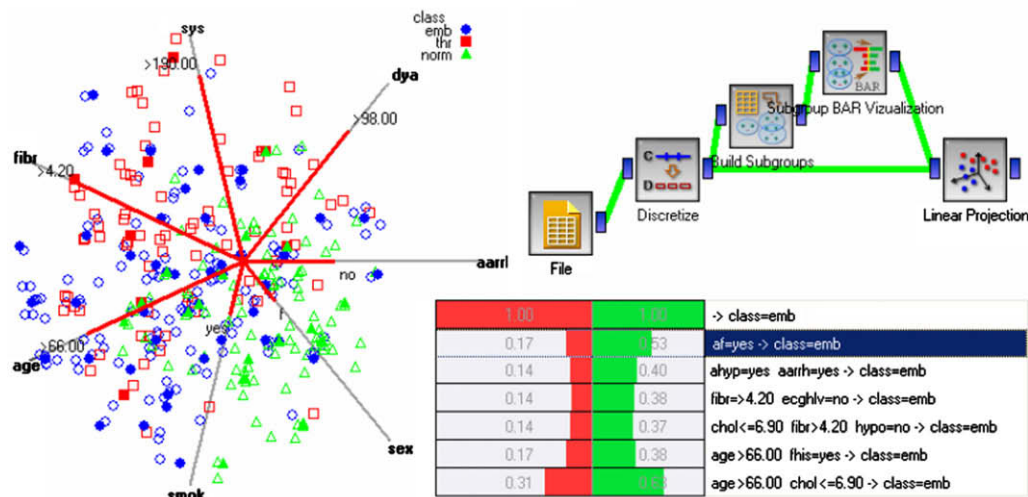 sys
class
emb
thr
norm
>190.00
dya
>98.00
fibr
>4.20
aarrl
no
f
yes
>66.00
age
sex
smok
BAR
Subgroup BAR Vizualization
Build Subgroups
C
D
Discretize
Linear Projection
File
1.00 1.00 -> class=emb
0.17 0.53 af=yes -> class=emb
0.14 0.40 ahyp=yes aarrh=yes -> class=emb
0.14 0.38 fibr=>4.20 ecghlv=no -> class=emb
0.14 0.37 chol<=6.90 fibr>4.20 hypo=no -> class=emb
0.17 0.38 age>66.00 fhis=yes -> class=emb
0.31 age>66.00 chol<=6.90 -> class=emb